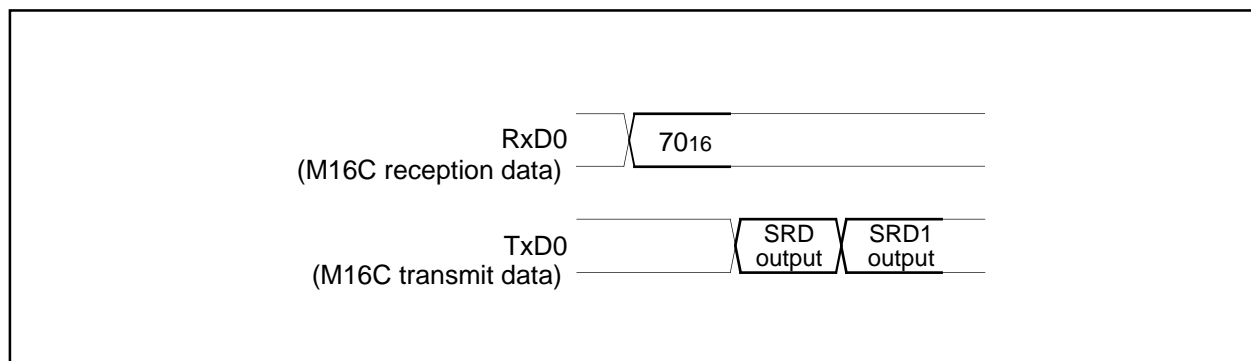 RxD0
(M16C reception data)
7016
TxD0
(M16C transmit data)
SRD
output
SRD1
output